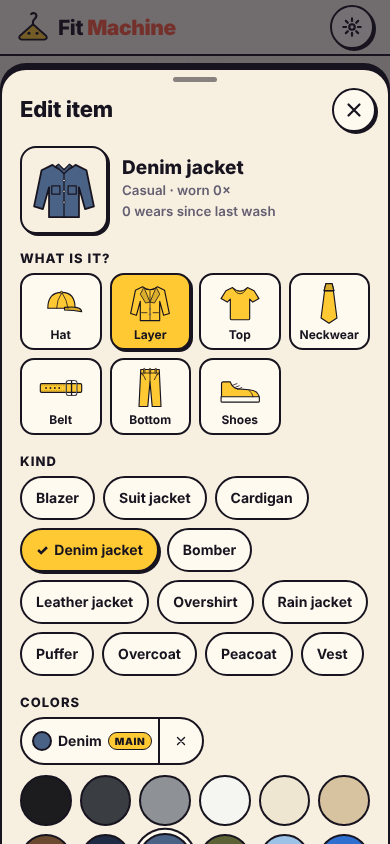 Fit Machine
Edit item
Denim jacket
Casual · worn 0×
0 wears since last wash
WHAT IS IT?
Hat
Layer
Top
Neckwear
Belt
Bottom
Shoes
KIND
Blazer
Suit jacket
Cardigan
Denim jacket
Bomber
Leather jacket
Overshirt
Rain jacket
Puffer
Overcoat
Peacoat
Vest
COLORS
Denim MAIN